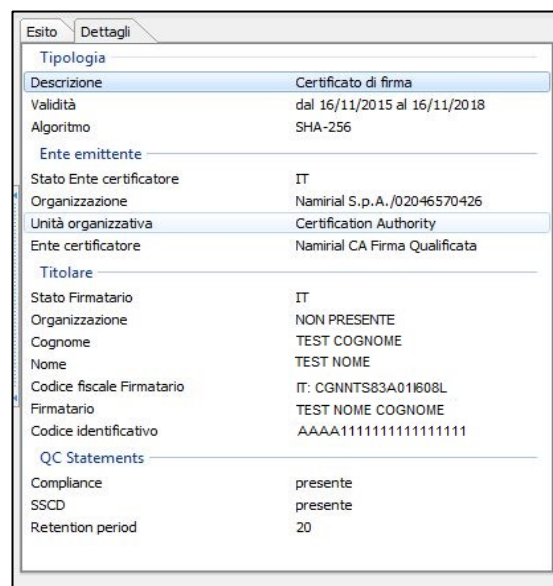 Esito Dettagli
Tipologia
Descrizione Certificato di firma
Validità dal 16/11/2015 al 16/11/2018
Algoritmo SHA-256
Ente emittente
Stato Ente certificatore IT
Organizzazione Namirial S.p.A./02046570426
Unità organizzativa Certification Authority
Ente certificatore Namirial CA Firma Qualificata
Titolare
Stato Firmatario IT
Organizzazione NON PRESENTE
Cognome TEST COGNOME
Nome TEST NOME
Codice fiscale Firmatario IT: CGNNTS83A01I608L
Firmatario TEST NOME COGNOME
Codice identificativo AAAA1111111111111111
QC Statements
Compliance presente
SSCD presente
Retention period 20